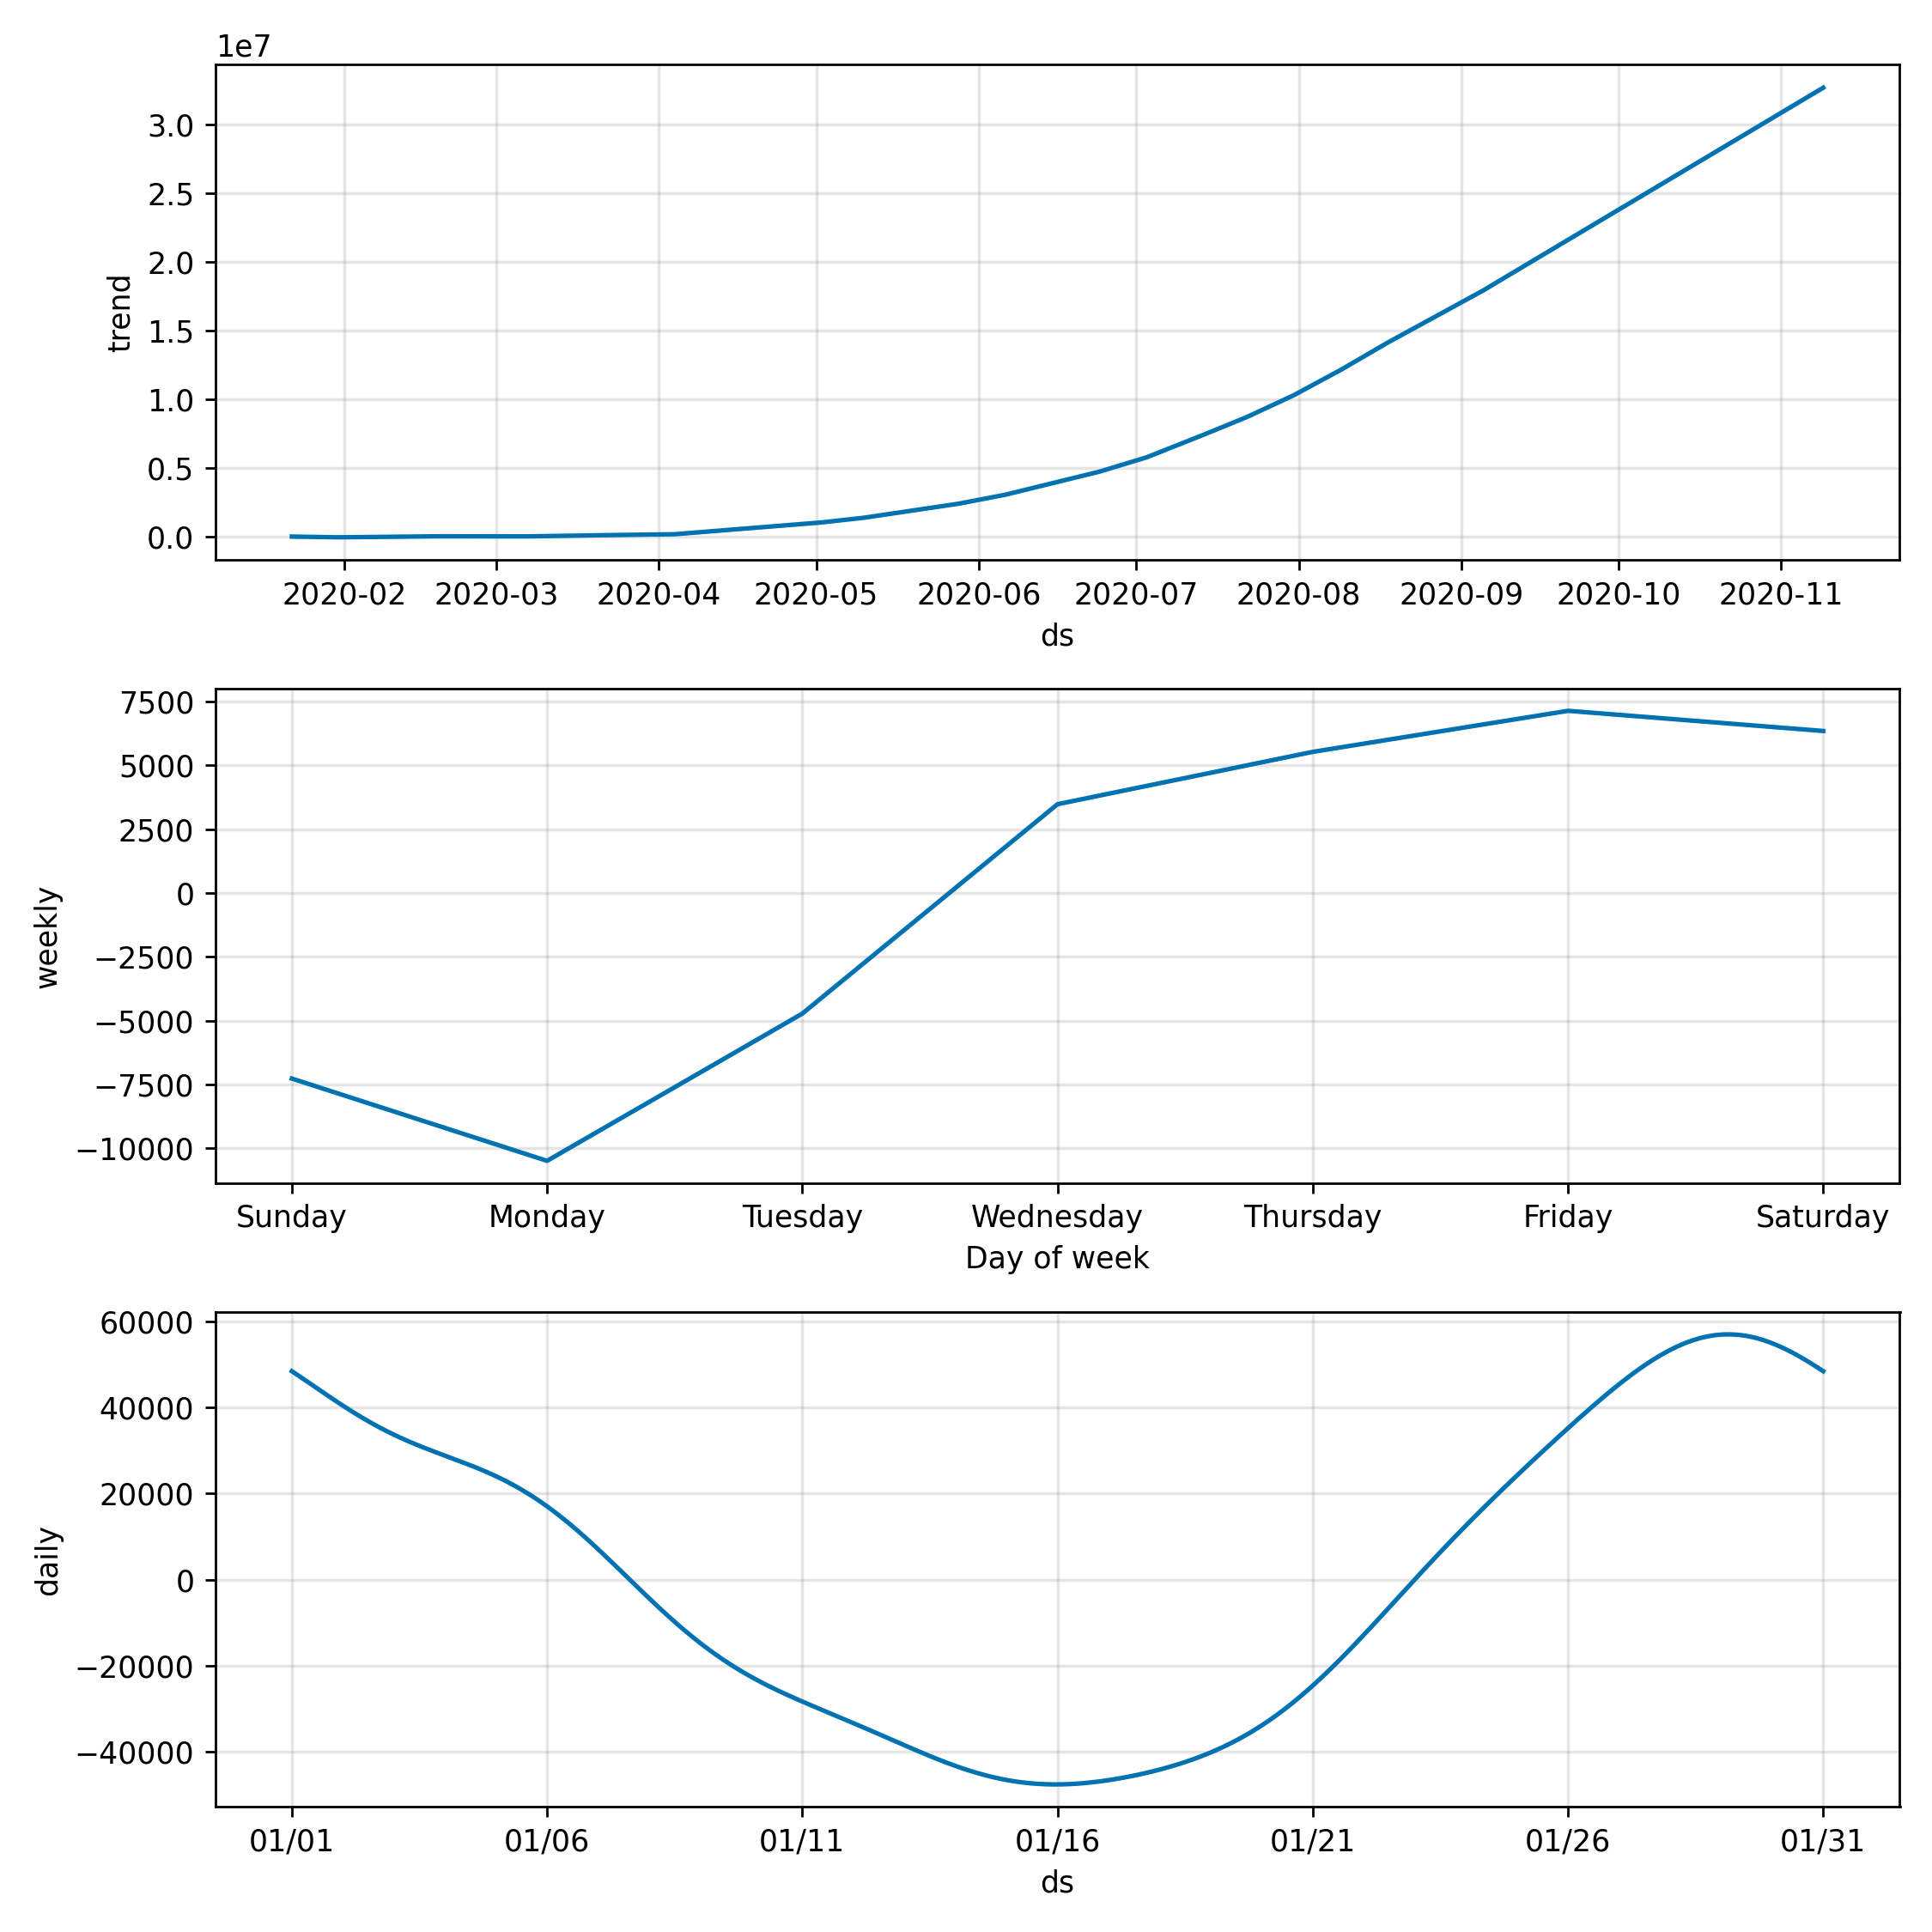 1e7
3.0
2.5
2.0
1.5
1.0
0.5
0.0
trend
2020-02 2020-03 2020-04 2020-05 2020-06 2020-07 2020-08 2020-09 2020-10 2020-11
ds
7500
5000
2500
0
−2500
−5000
−7500
−10000
weekly
Sunday Monday Tuesday Wednesday Thursday Friday Saturday
Day of week
60000
40000
20000
0
−20000
−40000
daily
01/01 01/06 01/11 01/16 01/21 01/26 01/31
ds